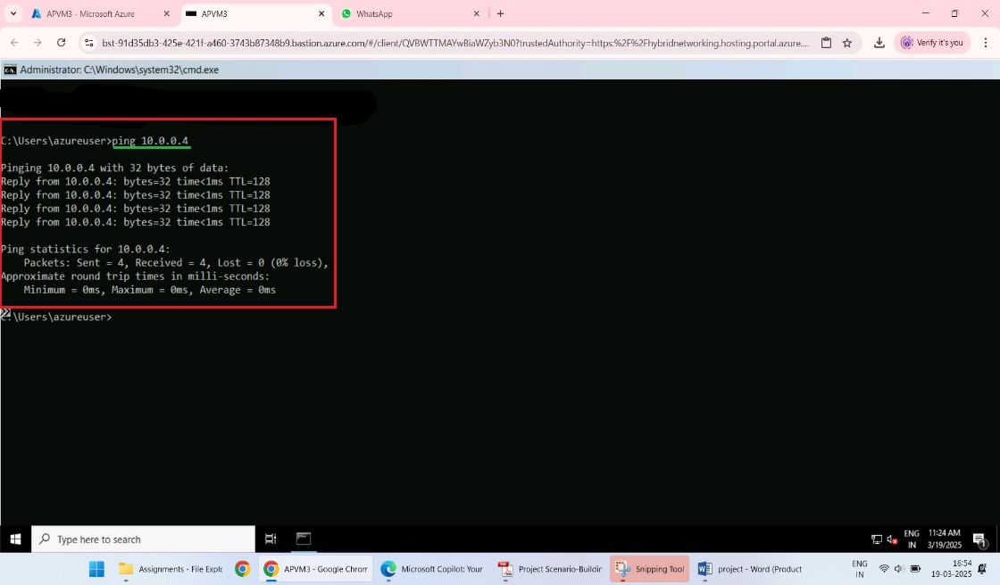 APVM3 - Microsoft Azure
APVM3
WhatsApp
bst-91d35db3-425e-421f-a460-3743b87348b9.bastion.azure.com/#/client/QVBWTTMAYwBiaWZyb3N0?trustedAuthority=https:%2F%2Fhybridnetworking.hosting.portal.azure....
Verify it's you
Administrator: C:\Windows\system32\cmd.exe
C:\Users\azureuser>ping 10.0.0.4
Pinging 10.0.0.4 with 32 bytes of data:
Reply from 10.0.0.4: bytes=32 time<1ms TTL=128
Reply from 10.0.0.4: bytes=32 time<1ms TTL=128
Reply from 10.0.0.4: bytes=32 time<1ms TTL=128
Reply from 10.0.0.4: bytes=32 time<1ms TTL=128
Ping statistics for 10.0.0.4:
Packets: Sent = 4, Received = 4, Lost = 0 (0% loss),
Approximate round trip times in milli-seconds:
Minimum = 0ms, Maximum = 0ms, Average = 0ms
C:\Users\azureuser>
Type here to search
ENG
IN
11:24 AM
3/19/2025
1
Assignments - File Explo
APVM3 - Google Chrom
Microsoft Copilot: Your
Project Scenario-Buildin
Snipping Tool
project - Word (Product
ENG
IN
16:54
19-03-2025